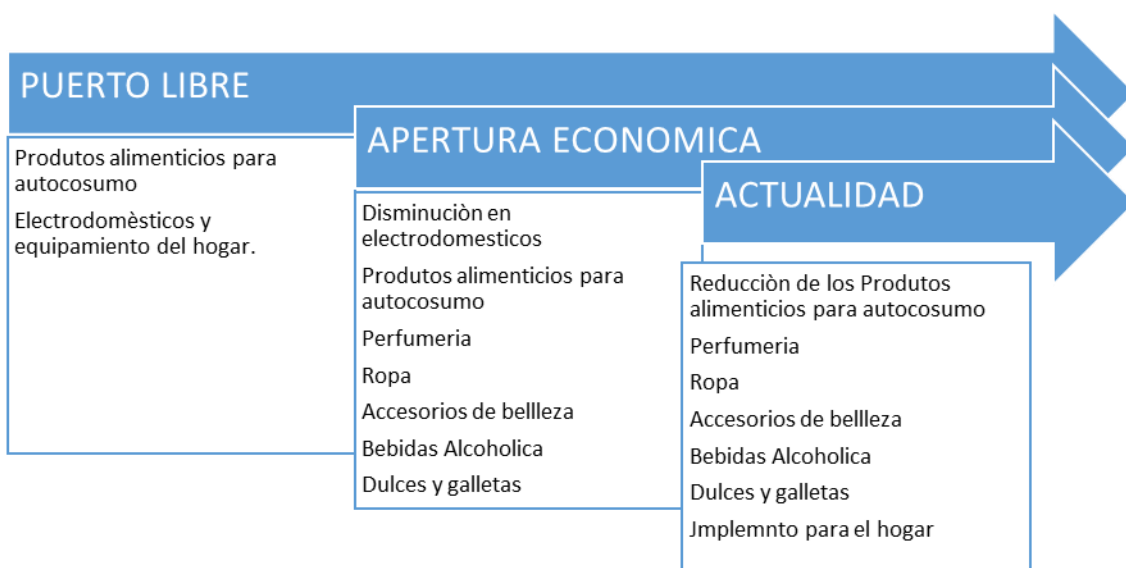 PUERTO LIBRE
Produtos alimenticios para
autocosumo
Electrodomèsticos y
equipamiento del hogar.
APERTURA ECONOMICA
Disminuciòn en
electrodomesticos
Produtos alimenticios para
autocosumo
Perfumeria
Ropa
Accesorios de bellleza
Bebidas Alcoholica
Dulces y galletas
ACTUALIDAD
Reducciòn de los Produtos
alimenticios para autocosumo
Perfumeria
Ropa
Accesorios de bellleza
Bebidas Alcoholica
Dulces y galletas
Jmplemnto para el hogar